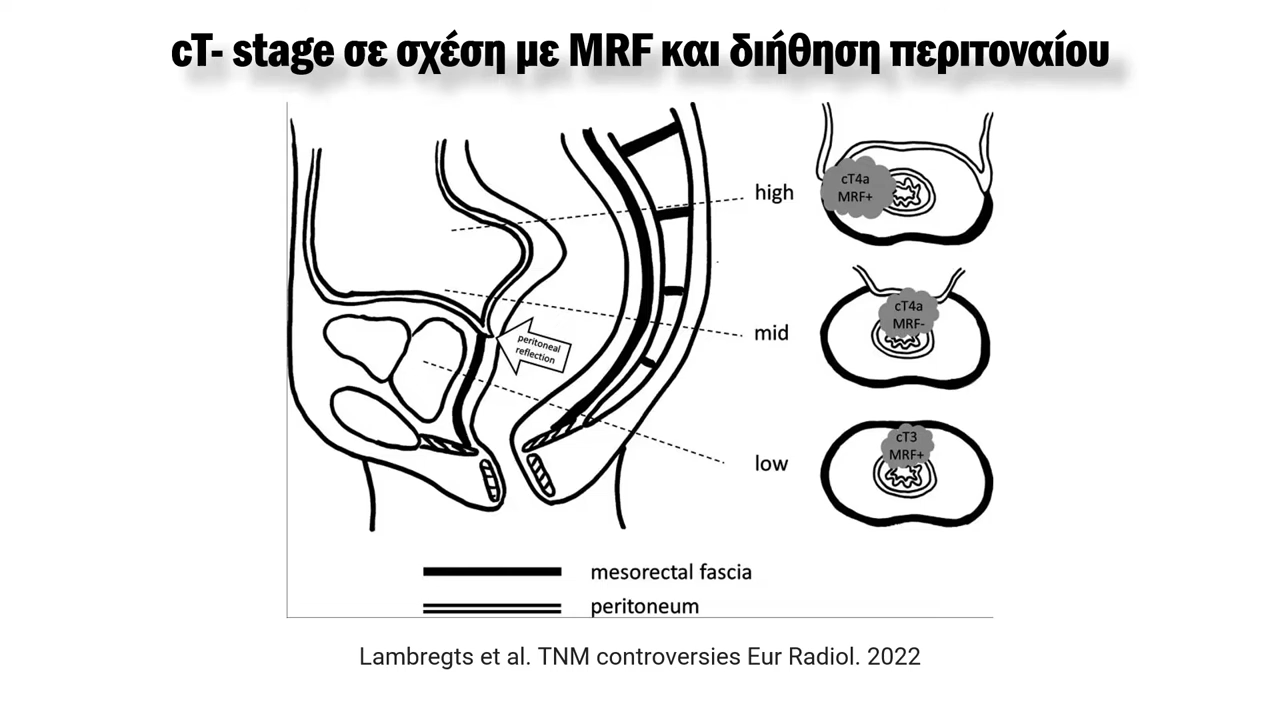 cT- stage σε σχέση με MRF και διήθηση περιτοναίου
high
cT4a
MRF+
mid
cT4a
MRF-
peritoneal
reflection
low
cT3
MRF+
mesorectal fascia
peritoneum
Lambregts et al. TNM controversies Eur Radiol. 2022